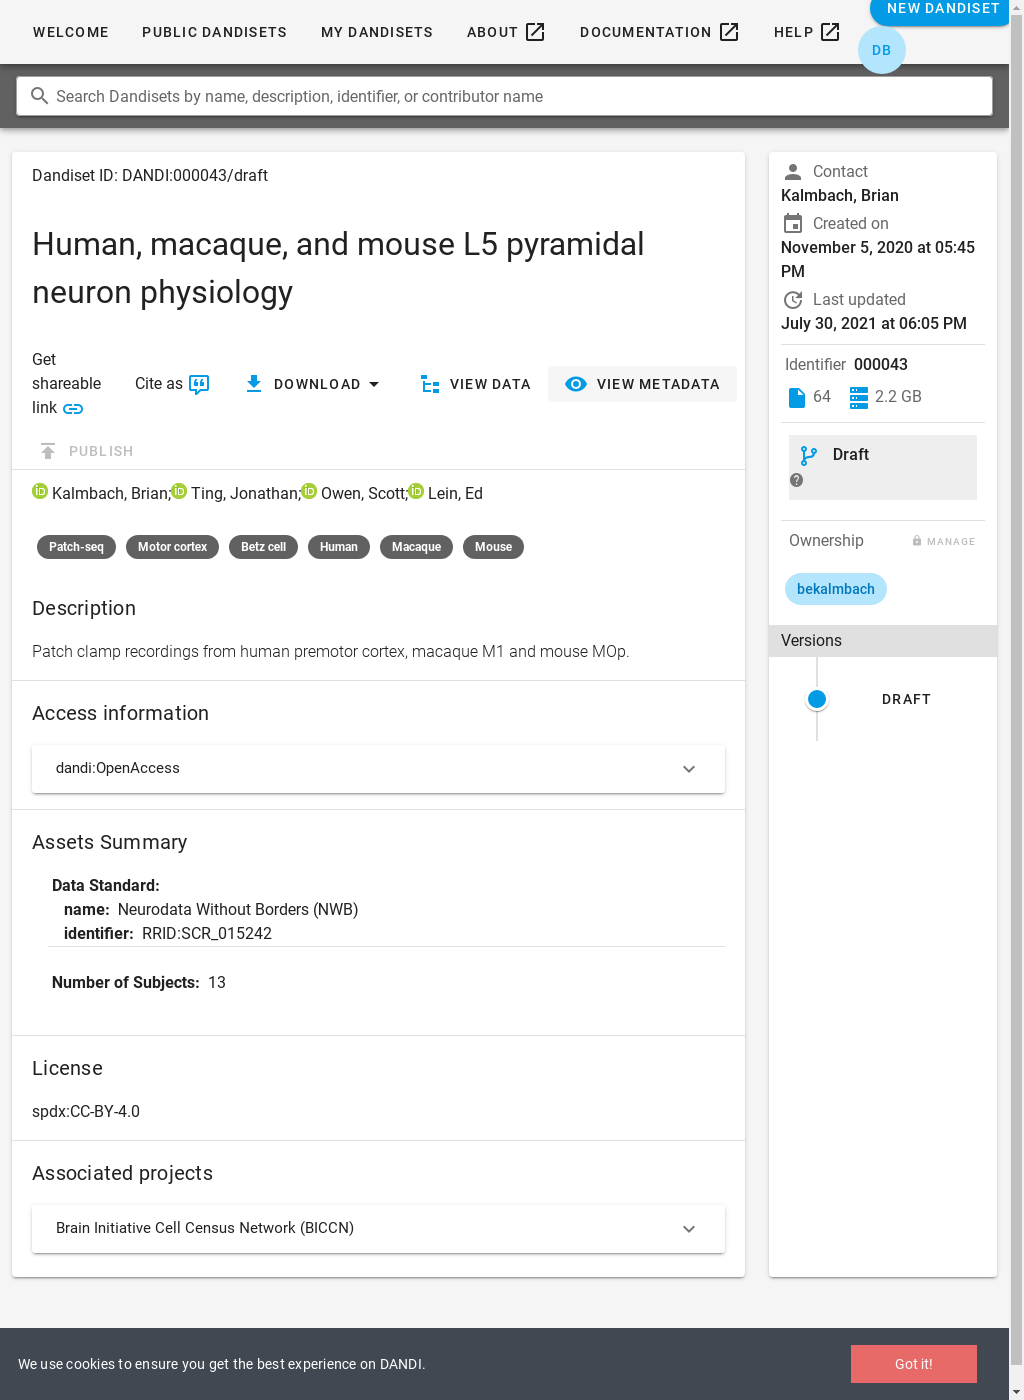 WELCOME
PUBLIC DANDISETS
MY DANDISETS
ABOUT
DOCUMENTATION
HELP
NEW DANDISET
DB
Search Dandisets by name, description, identifier, or contributor name
Dandiset ID: DANDI:000043/draft
Human, macaque, and mouse L5 pyramidal
neuron physiology
Get
shareable
link
Cite as
DOWNLOAD
VIEW DATA
VIEW METADATA
PUBLISH
Kalmbach, Brian; Ting, Jonathan; Owen, Scott; Lein, Ed
Patch-seq
Motor cortex
Betz cell
Human
Macaque
Mouse
Description
Patch clamp recordings from human premotor cortex, macaque M1 and mouse MOp.
Access information
dandi:OpenAccess
Assets Summary
Data Standard:
name: Neurodata Without Borders (NWB)
identifier: RRID:SCR_015242
Number of Subjects: 13
License
spdx:CC-BY-4.0
Associated projects
Brain Initiative Cell Census Network (BICCN)
Contact
Kalmbach, Brian
Created on
November 5, 2020 at 05:45
PM
Last updated
July 30, 2021 at 06:05 PM
Identifier 000043
64
2.2 GB
Draft
Ownership
MANAGE
bekalmbach
Versions
DRAFT
We use cookies to ensure you get the best experience on DANDI.
Got it!